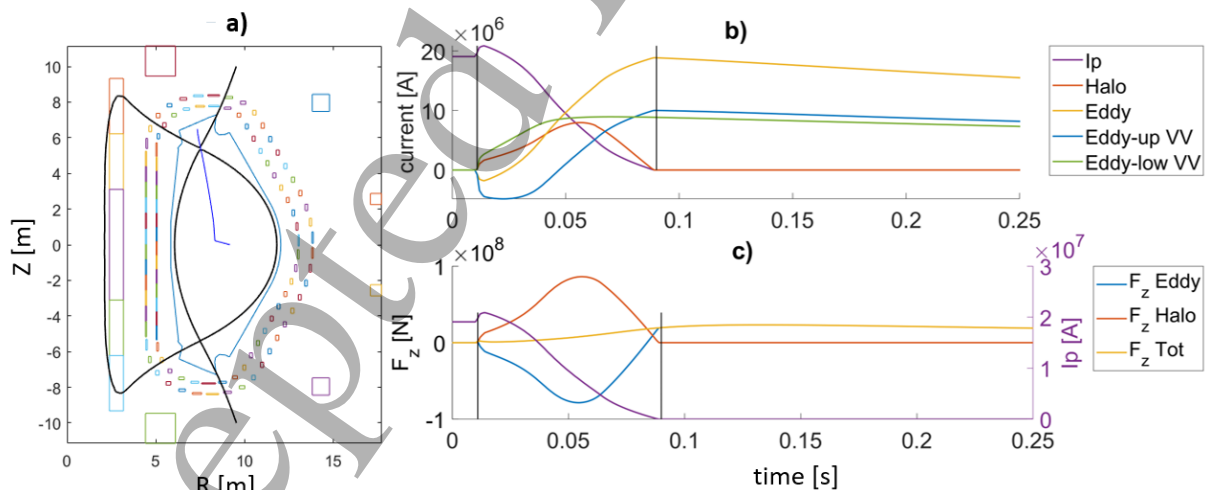 a)
Z [m]
10
8
6
4
2
0
-2
-4
-6
-8
-10
0
5
10
15
R [m]
b)
×10⁶
current [A]
20
10
0
0
0.05
0.1
0.15
0.2
0.25
Ip
Halo
Eddy
Eddy-up VV
Eddy-low VV
c)
×10⁸
F_z [N]
1
0
-1
0
0.05
0.1
0.15
0.2
0.25
time [s]
×10⁷
Ip [A]
3
2
1
0
F_z Eddy
F_z Halo
F_z Tot
epted